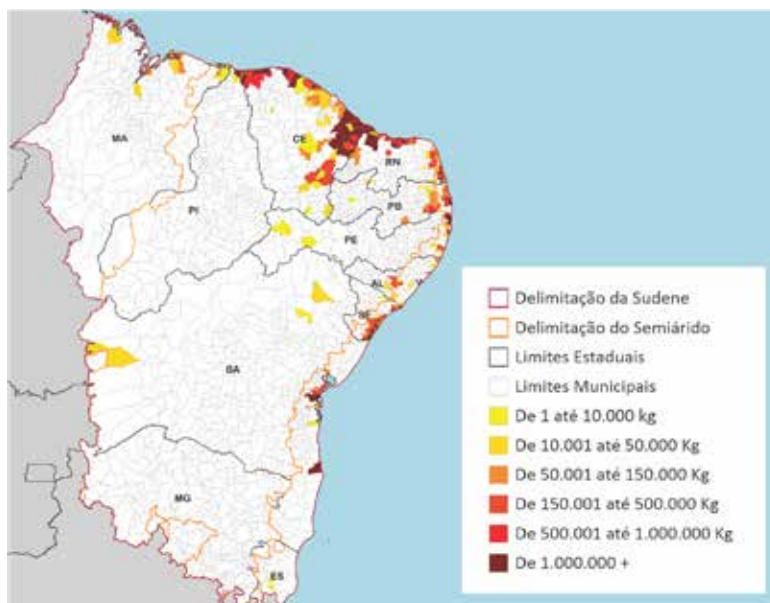 MA
CE
RN
PI
PB
PE
AL
SE
BA
MG
ES
Delimitação da Sudene
Delimitação do Semiárido
Limites Estaduais
Limites Municipais
De 1 até 10.000 kg
De 10.001 até 50.000 Kg
De 50.001 até 150.000 Kg
De 150.001 até 500.000 Kg
De 500.001 até 1.000.000 Kg
De 1.000.000 +